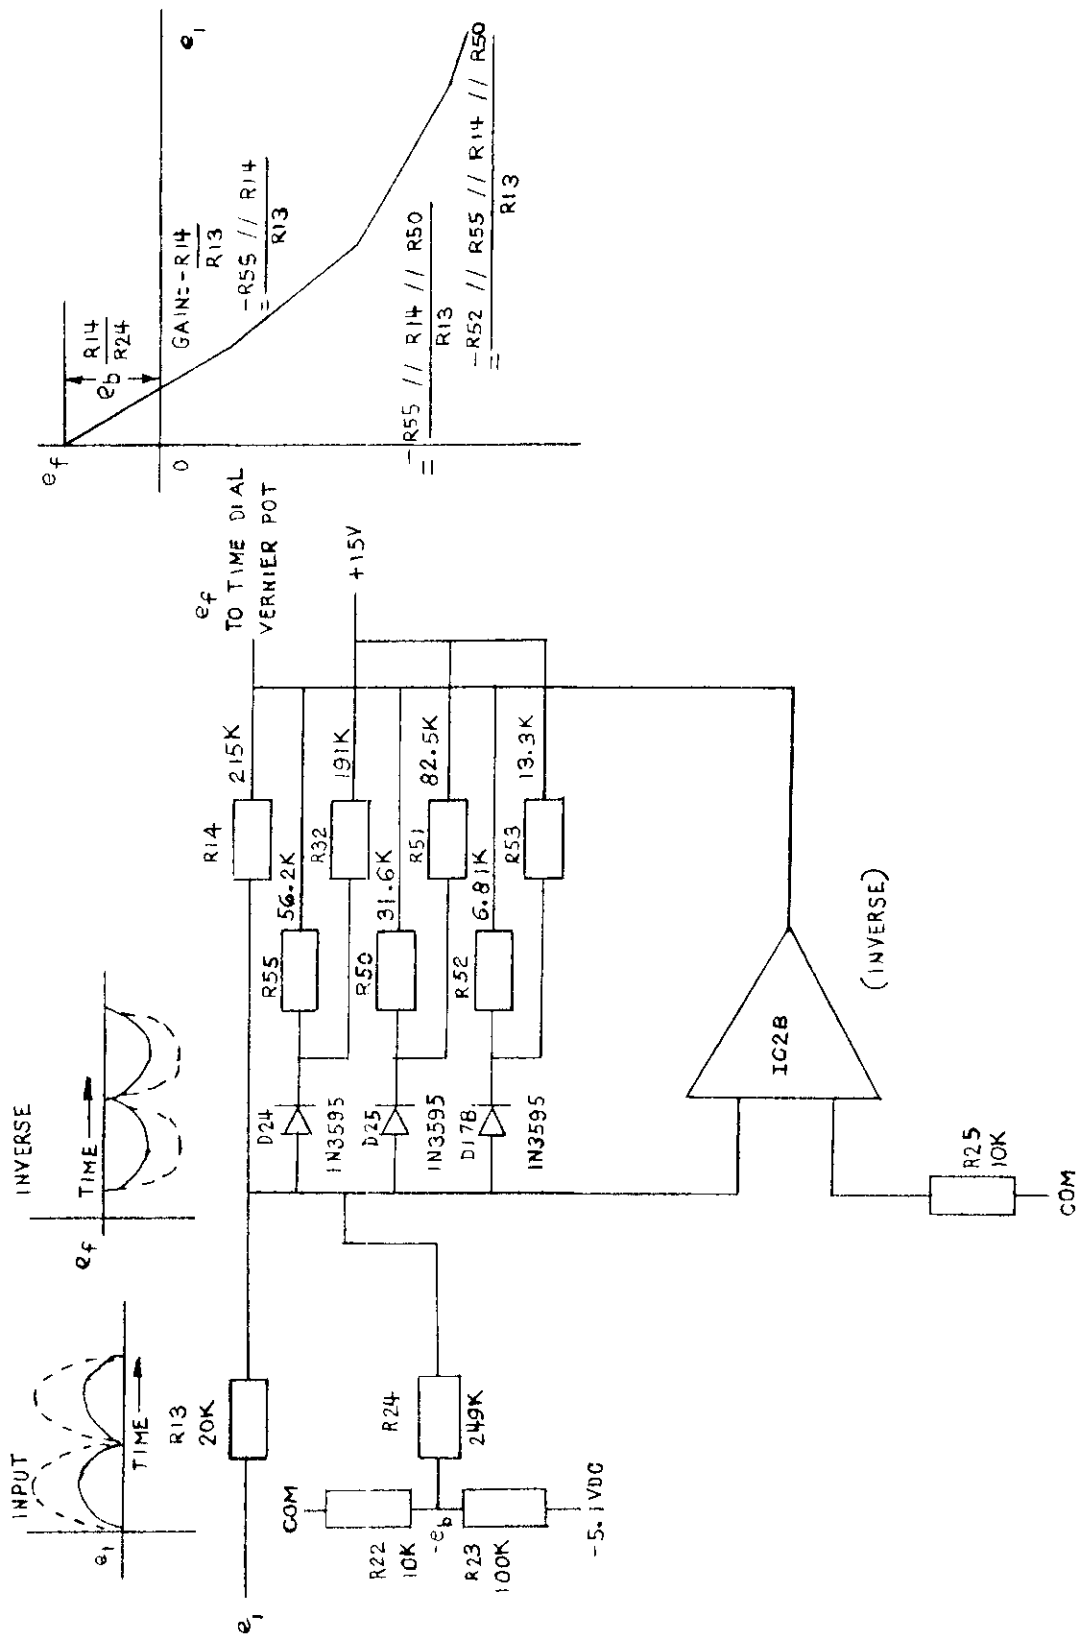 INPUT
e1
TIME
INVERSE
ef
TIME
e1
R13
20K
COM
R22
10K
-eb
R23
100K
-5.1VDC
R24
249K
R14
215K
R55
56.2K
R32
191K
R50
31.6K
R51
82.5K
R52
6.81K
R53
13.3K
D24
1N3595
D25
1N3595
D17B
1N3595
ef
TO TIME DIAL
VERNIER POT
+15V
IC2B
(INVERSE)
R25
10K
COM
ef
0
e1
eb R14
R24
GAIN=-R14
R13
= -R55 // R14
R13
= -R55 // R14 // R50
R13
= -R52 // R55 // R14 // R50
R13